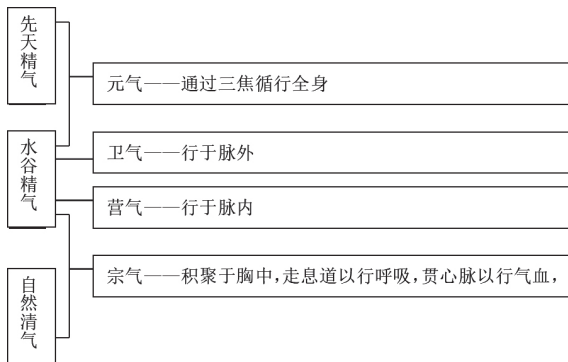 先天精气
元气——通过三焦循行全身
水谷精气
卫气——行于脉外
营气——行于脉内
自然清气
宗气——积聚于胸中,走息道以行呼吸,贯心脉以行气血,